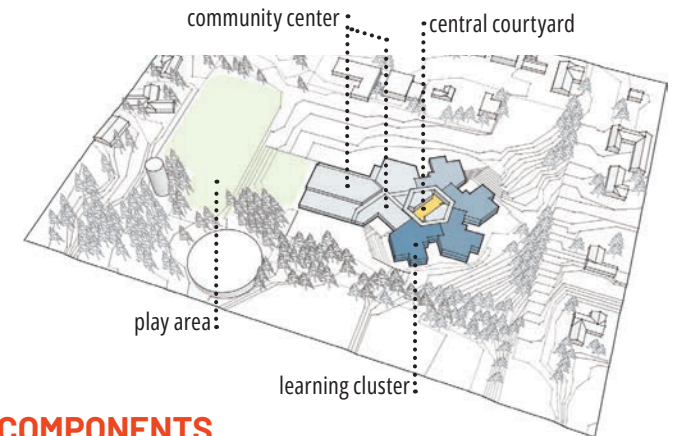 community center
central courtyard
play area
learning cluster
COMPONENTS